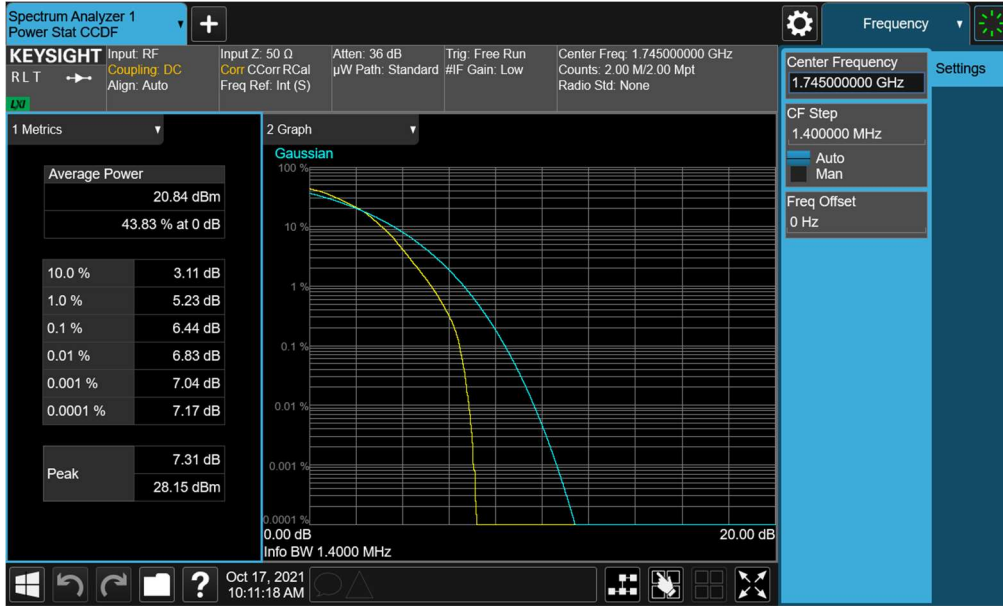 Spectrum Analyzer 1
Power Stat CCDF
Frequency
KEYSIGHT
R L T
LXI
Input: RF
Coupling: DC
Align: Auto
Input Z: 50 Ω
Corr CCorr RCal
Freq Ref: Int (S)
Atten: 36 dB
µW Path: Standard
Trig: Free Run
#IF Gain: Low
Center Freq: 1.745000000 GHz
Counts: 2.00 M/2.00 Mpt
Radio Std: None
Center Frequency
1.745000000 GHz
Settings
CF Step
1.400000 MHz
Auto
Man
Freq Offset
0 Hz
1 Metrics
Average Power
20.84 dBm
43.83 % at 0 dB
10.0 % 3.11 dB
1.0 % 5.23 dB
0.1 % 6.44 dB
0.01 % 6.83 dB
0.001 % 7.04 dB
0.0001 % 7.17 dB
Peak
7.31 dB
28.15 dBm
2 Graph
Gaussian
100 %
10 %
1 %
0.1 %
0.01 %
0.001 %
0.0001 %
0.00 dB
20.00 dB
Info BW 1.4000 MHz
?
Oct 17, 2021
10:11:18 AM